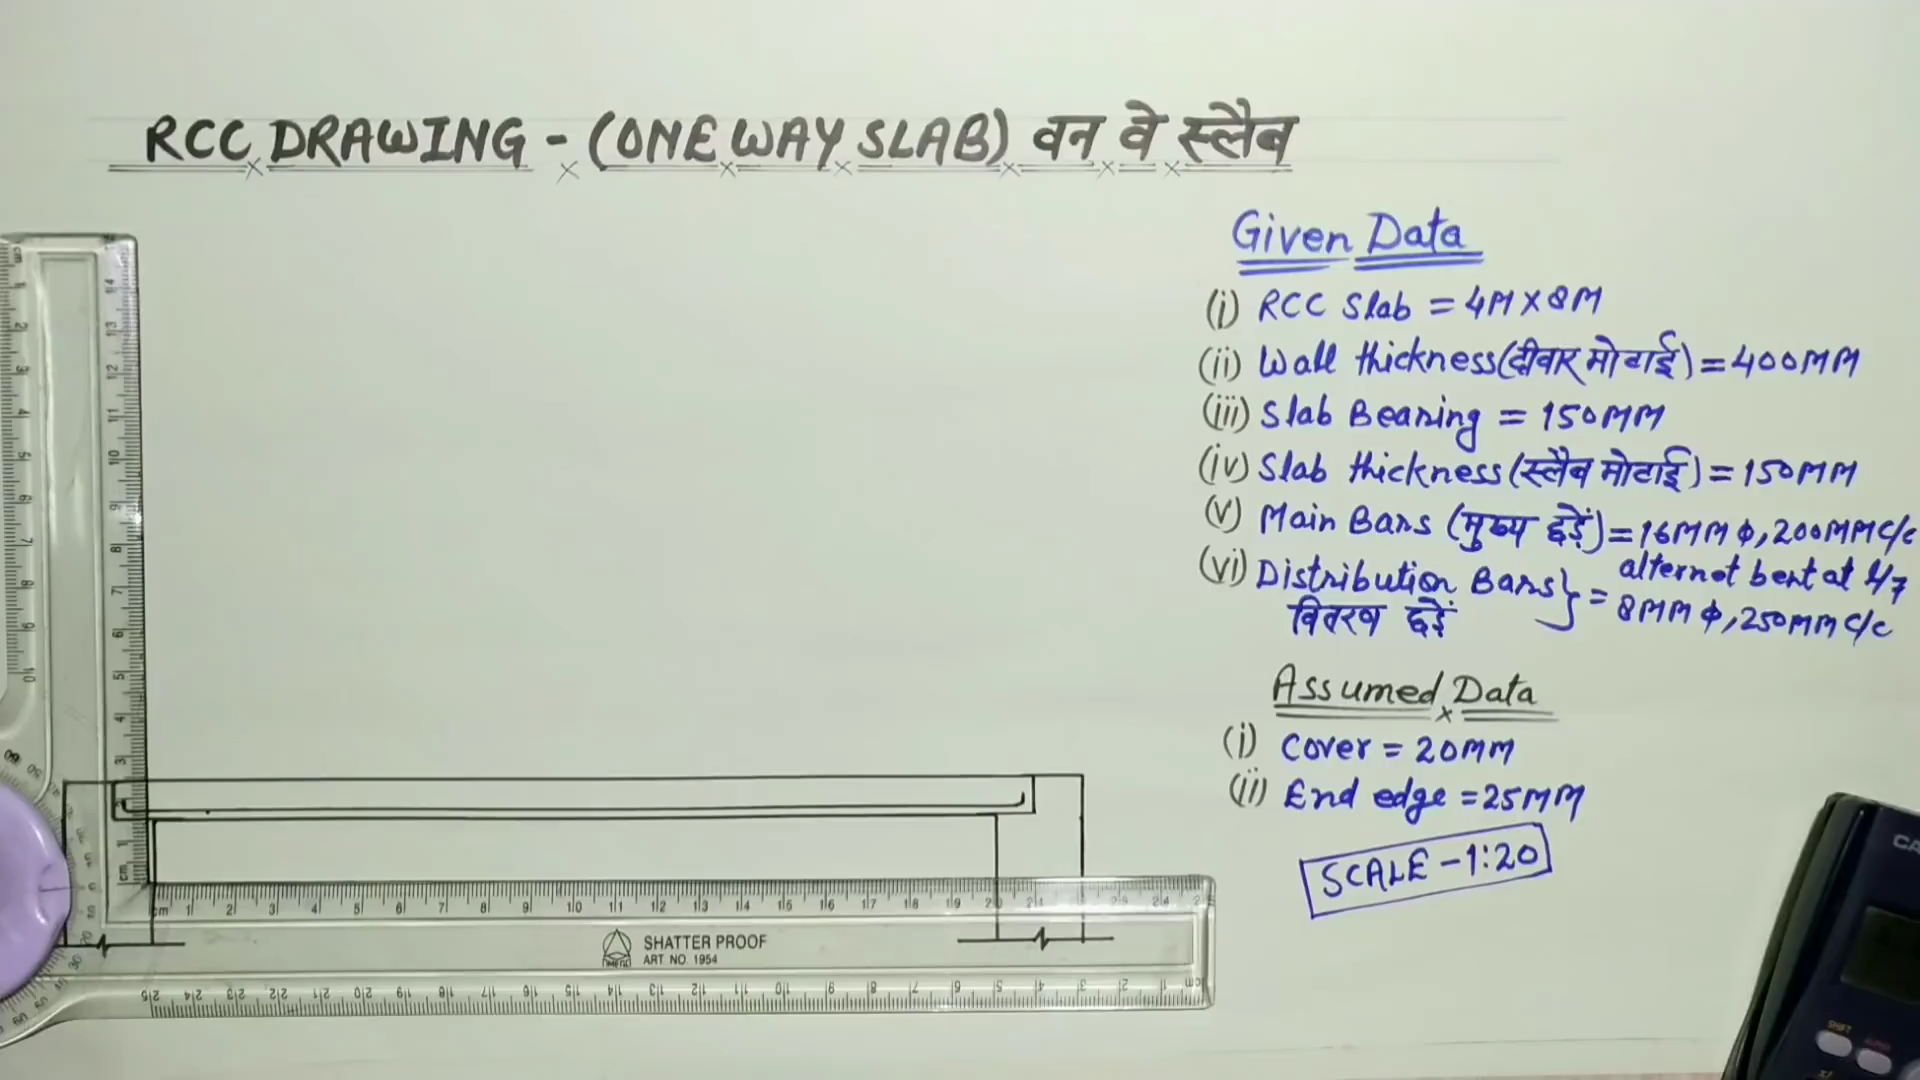 RCC DRAWING - (ONE WAY SLAB) वन वे स्लैब
Given Data
(i) RCC Slab = 4M X 8M
(ii) Wall thickness (दीवार मोटाई) = 400MM
(iii) Slab Bearing = 150MM
(iv) Slab thickness (स्लैब मोटाई) = 150MM
(v) Main Bars (मुख्य छड़ें) = 16MM ϕ, 200MM C/C
alternet bent at L/7
(vi) Distribution Bars } = 8MM ϕ, 250MM C/C
वितरण छड़ें
Assumed Data
(i) Cover = 20MM
(ii) End edge = 25MM
SCALE - 1:20
SHATTER PROOF
ART NO. 1954